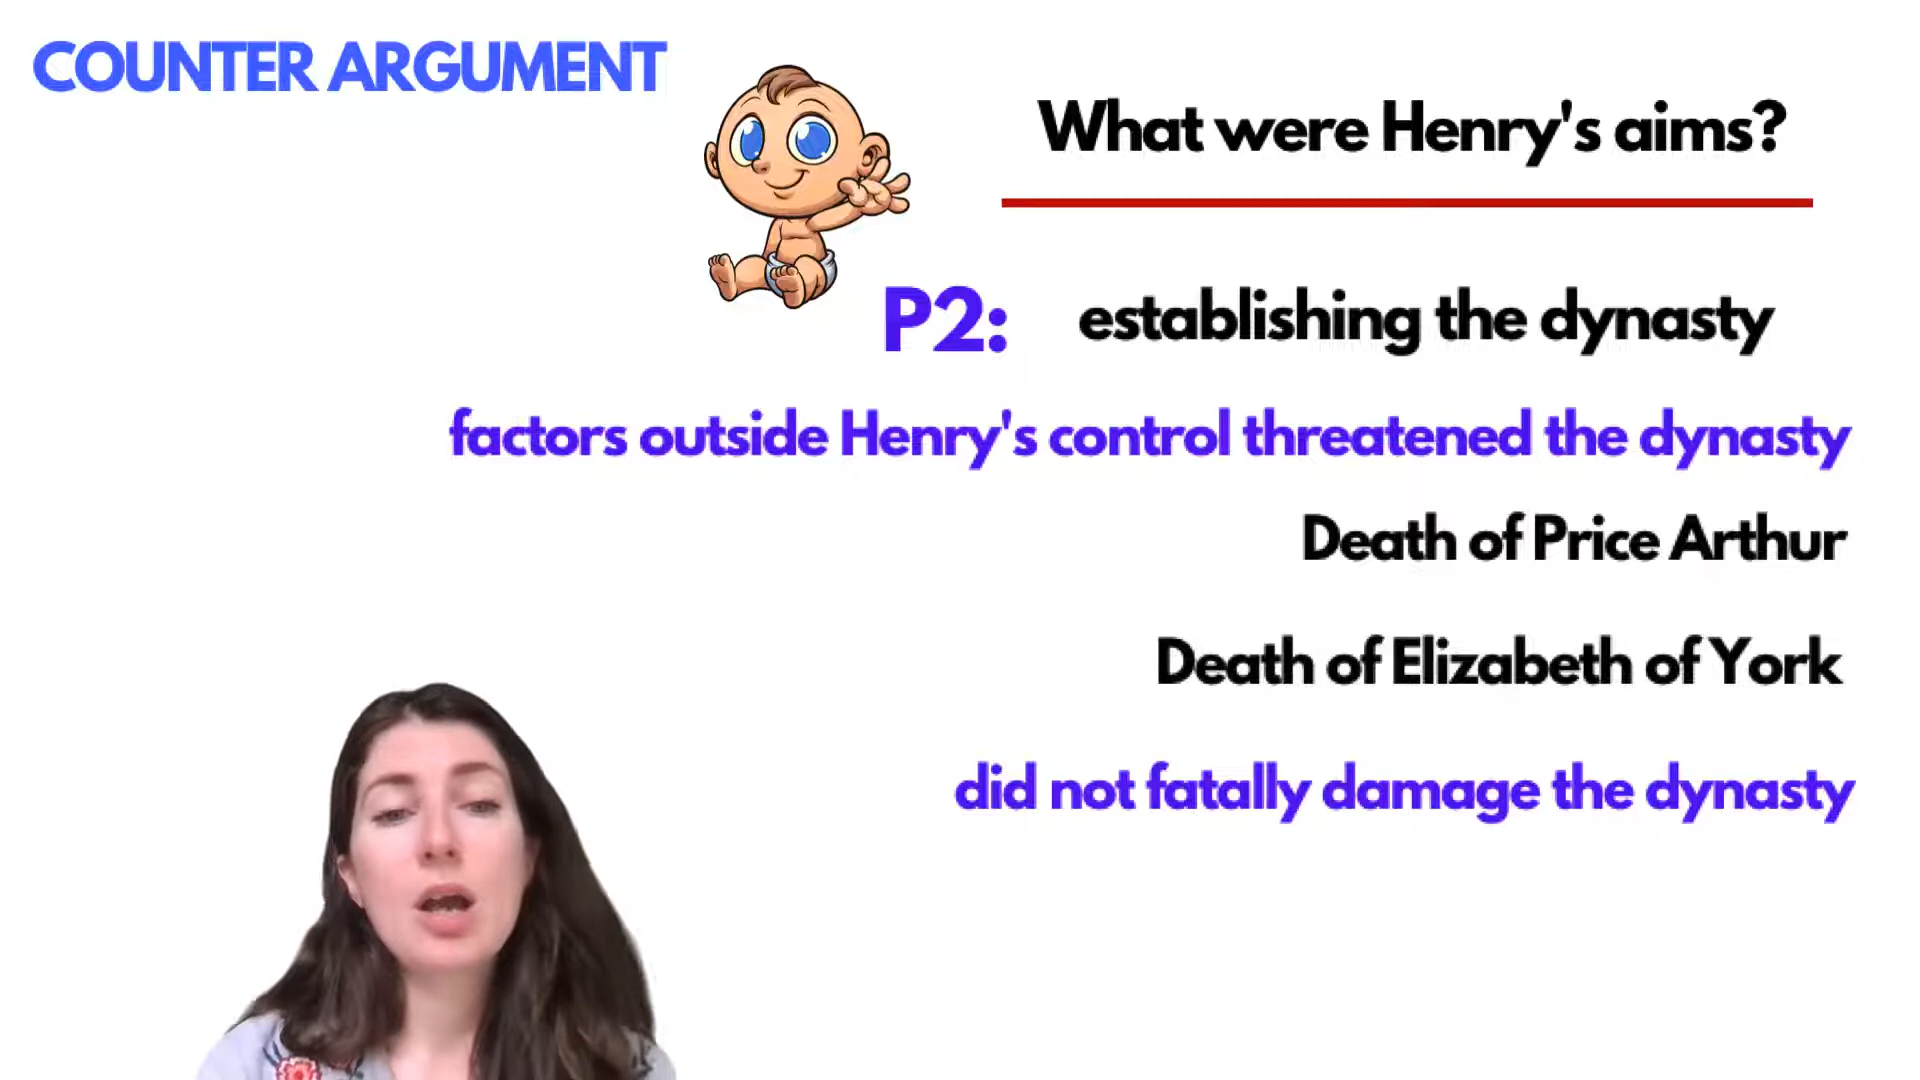 COUNTER ARGUMENT
What were Henry's aims?
P2: establishing the dynasty
factors outside Henry's control threatened the dynasty
Death of Price Arthur
Death of Elizabeth of York
did not fatally damage the dynasty